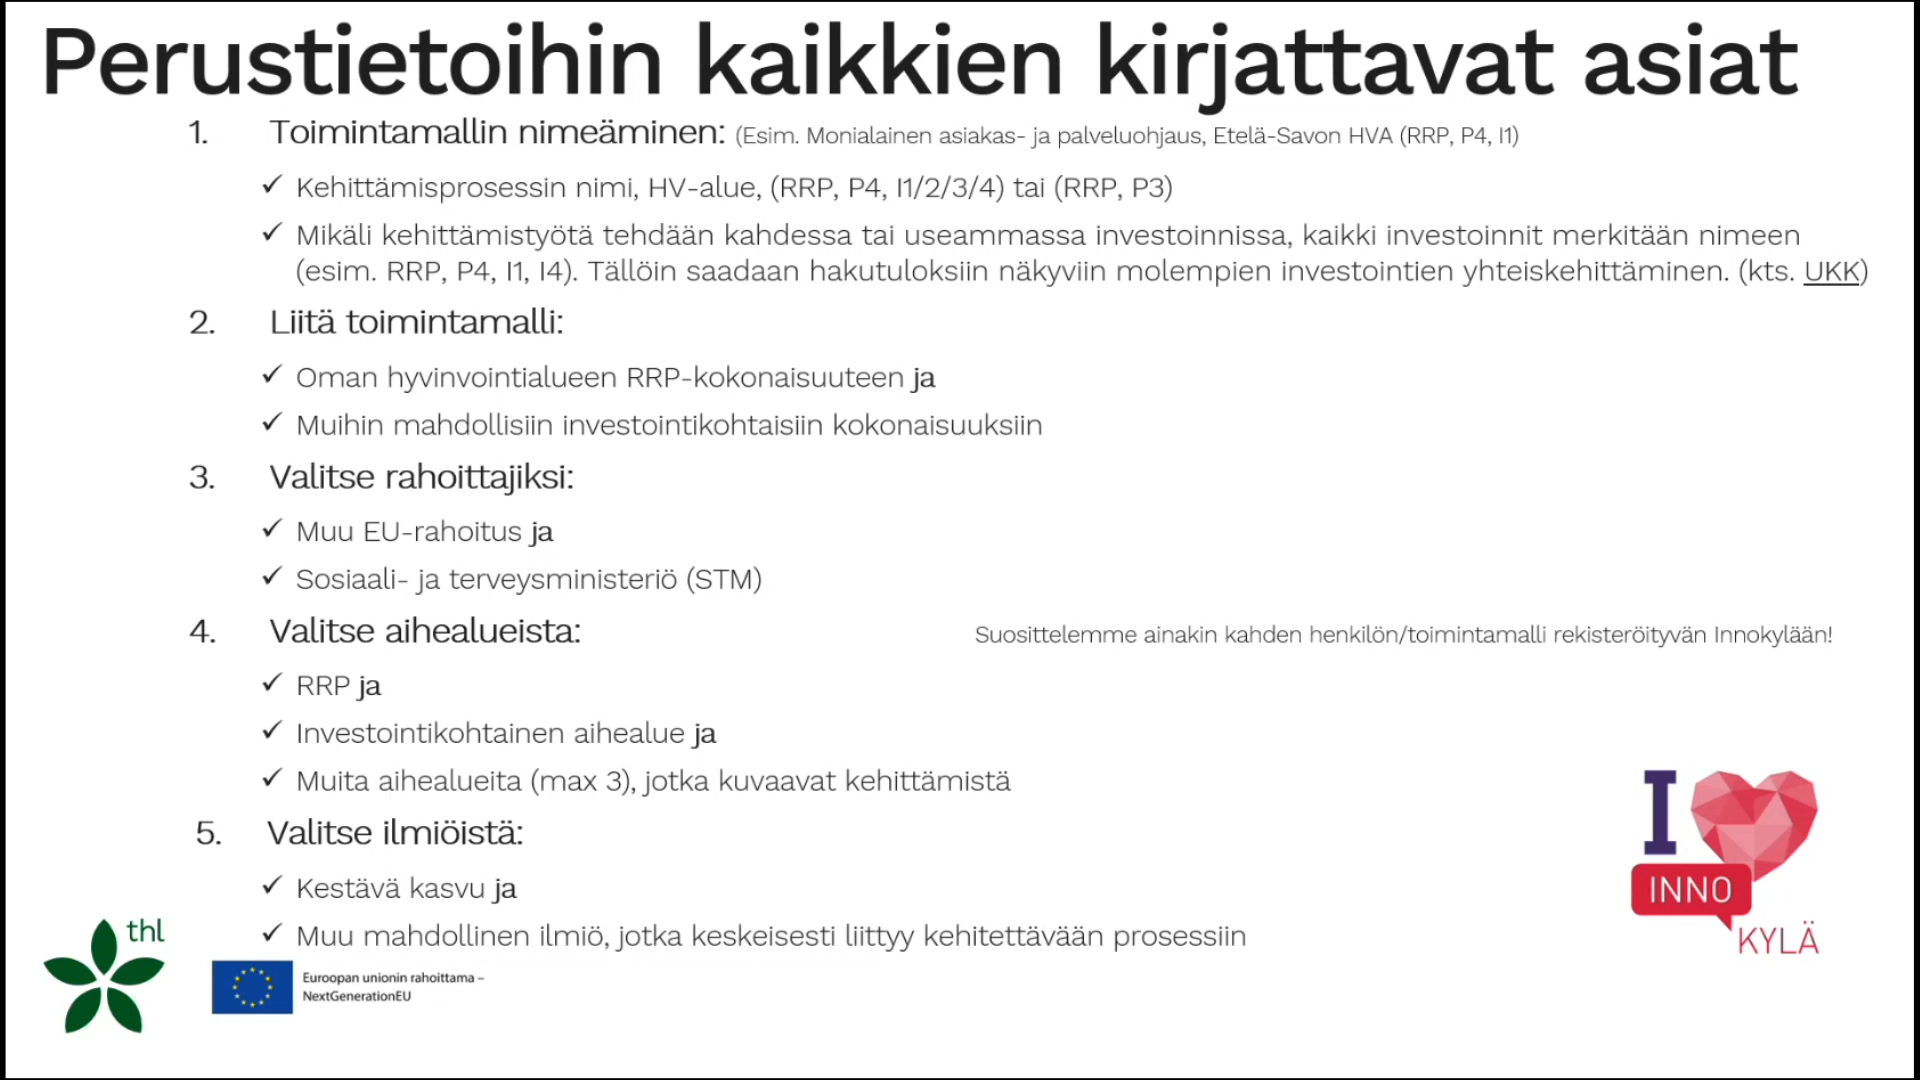 Perustietoihin kaikkien kirjattavat asiat
1. Toimintamallin nimeäminen: (Esim. Monialainen asiakas- ja palveluohjaus, Etelä-Savon HVA (RRP, P4, I1)
✓ Kehittämisprosessin nimi, HV-alue, (RRP, P4, I1/2/3/4) tai (RRP, P3)
✓ Mikäli kehittämistyötä tehdään kahdessa tai useammassa investoinnissa, kaikki investoinnit merkitään nimeen
(esim. RRP, P4, I1, I4). Tällöin saadaan hakutuloksiin näkyviin molempien investointien yhteiskehittäminen. (kts. UKK)
2. Liitä toimintamalli:
✓ Oman hyvinvointialueen RRP-kokonaisuuteen ja
✓ Muihin mahdollisiin investointikohtaisiin kokonaisuuksiin
3. Valitse rahoittajiksi:
✓ Muu EU-rahoitus ja
✓ Sosiaali- ja terveysministeriö (STM)
4. Valitse aihealueista:
Suosittelemme ainakin kahden henkilön/toimintamalli rekisteröityvän Innokylään!
✓ RRP ja
✓ Investointikohtainen aihealue ja
✓ Muita aihealueita (max 3), jotka kuvaavat kehittämistä
5. Valitse ilmiöistä:
✓ Kestävä kasvu ja
✓ Muu mahdollinen ilmiö, jotka keskeisesti liittyy kehitettävään prosessiin
thl
Euroopan unionin rahoittama –
NextGenerationEU
I
INNO
KYLÄ